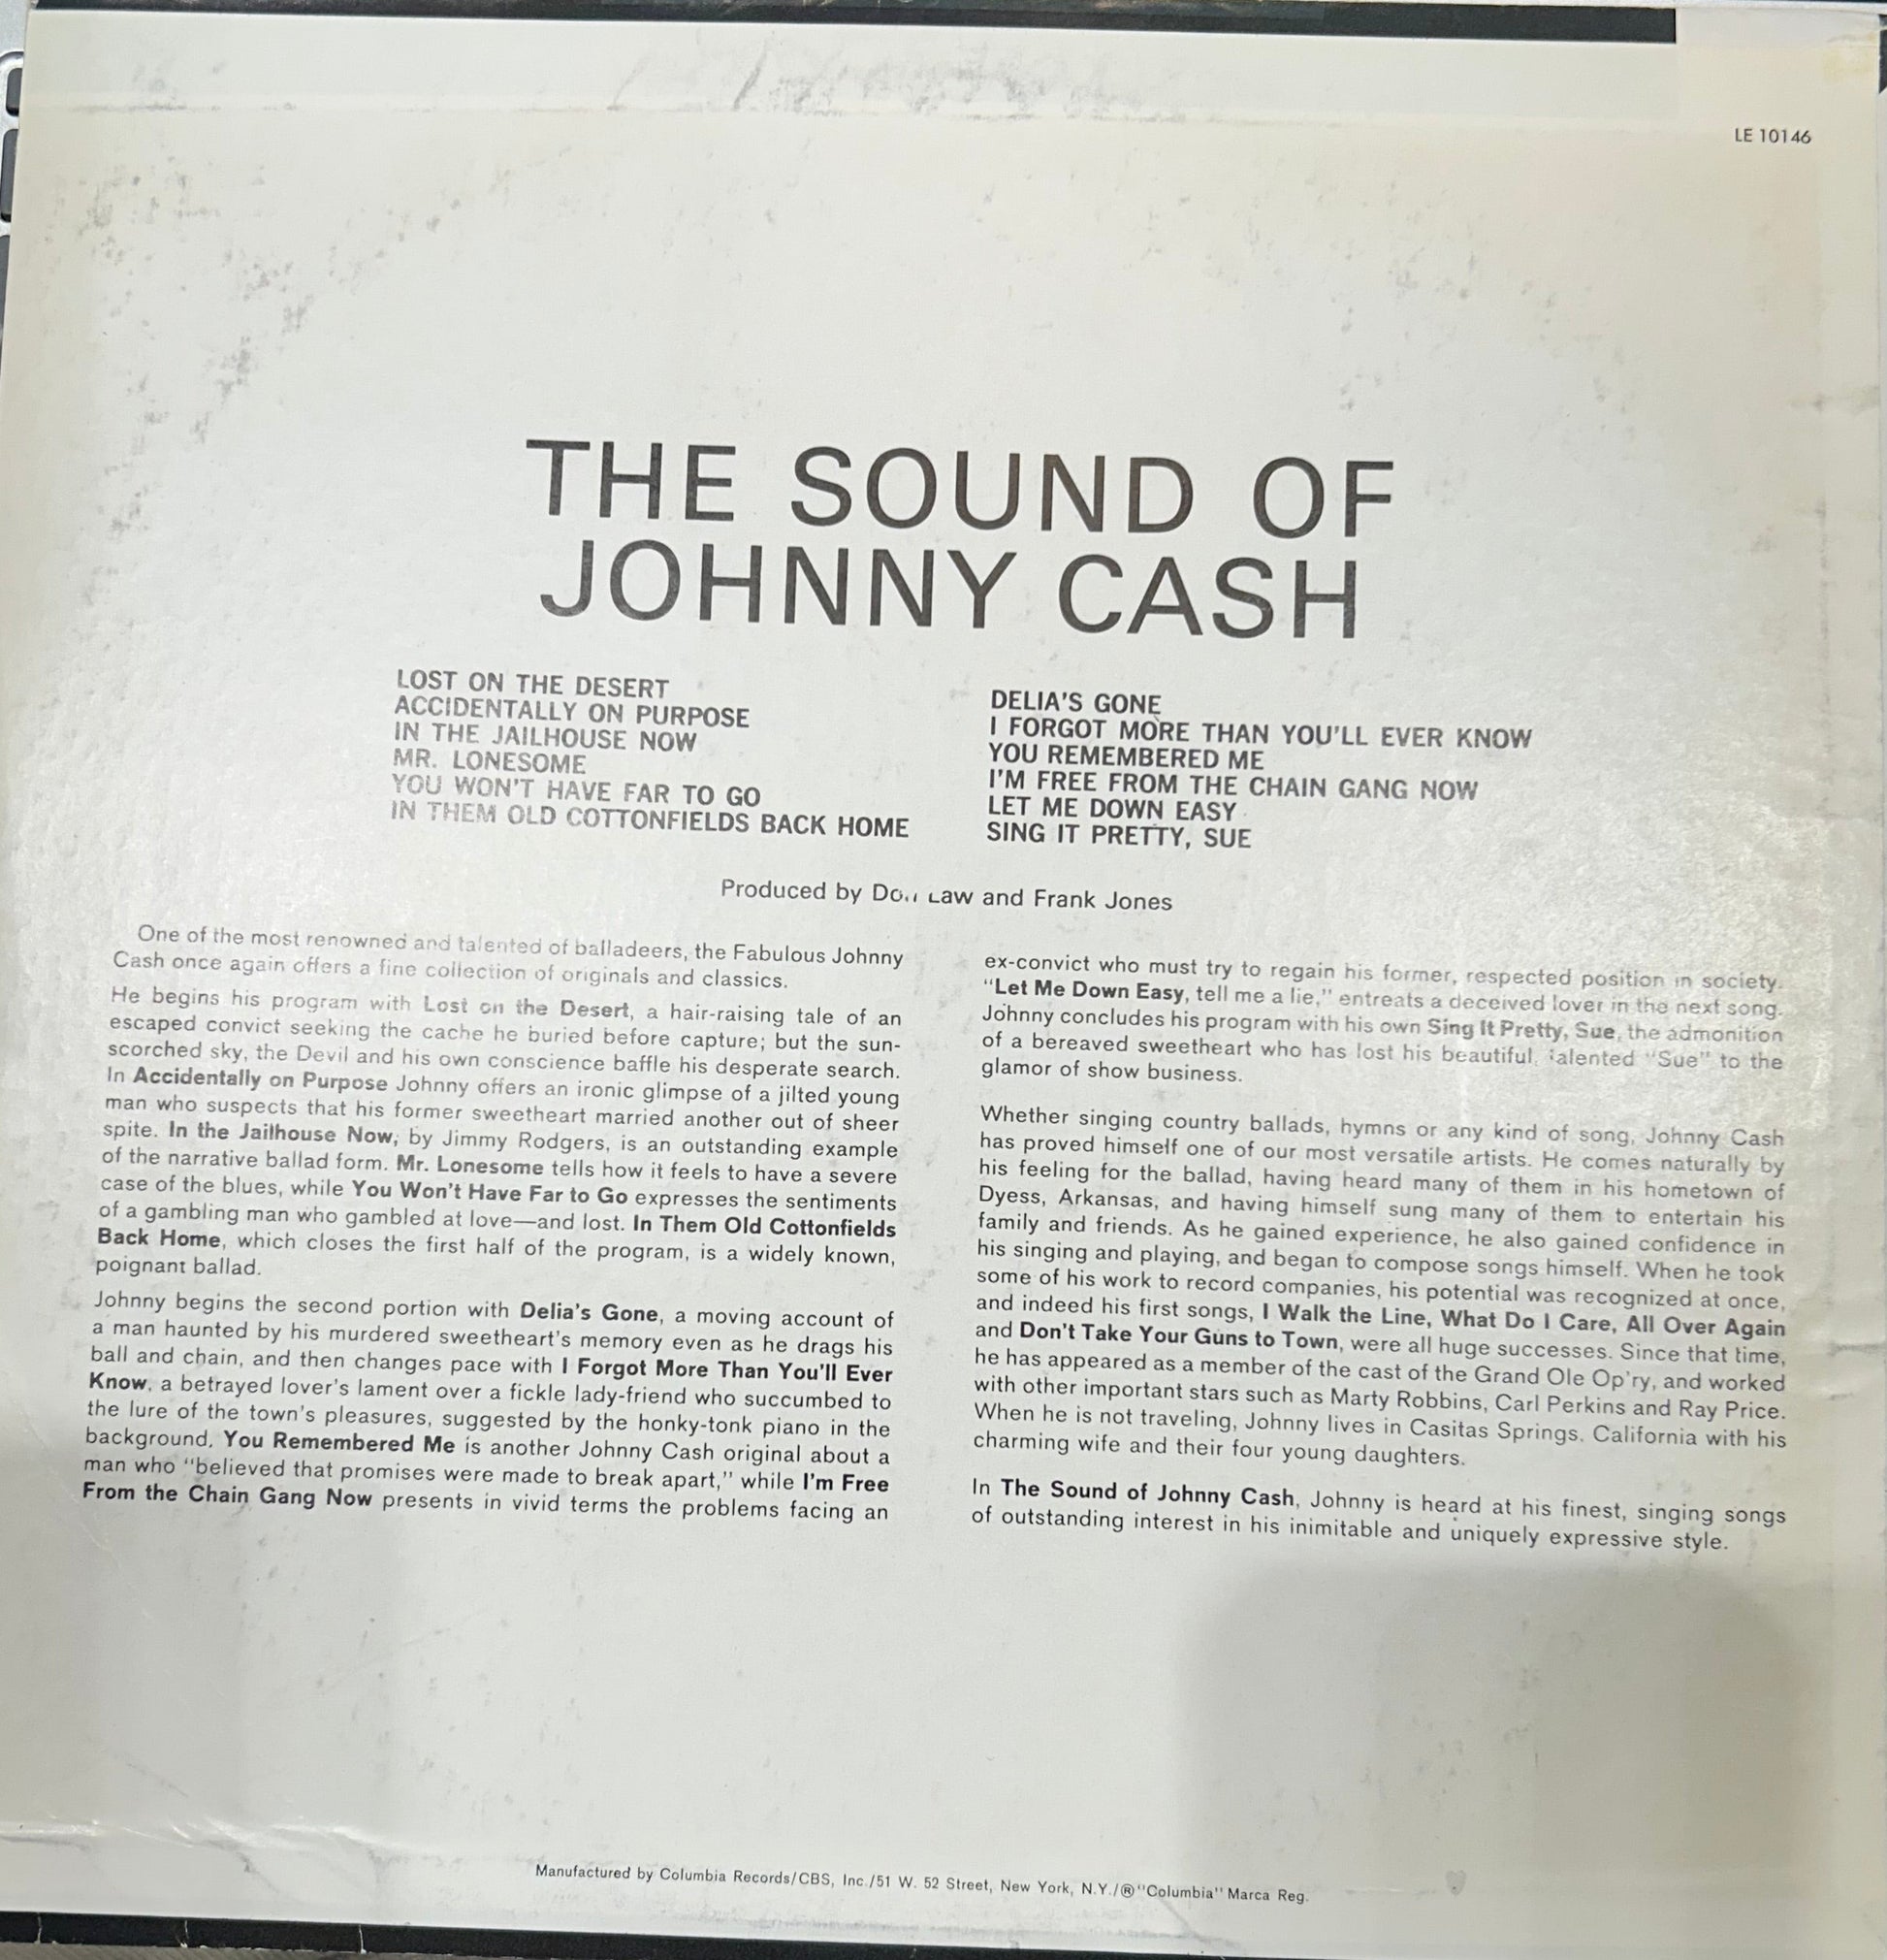 LE 10146
THE SOUND OF
JOHNNY CASH
LOST ON THE DESERT
ACCIDENTALLY ON PURPOSE
IN THE JAILHOUSE NOW
MR. LONESOME
YOU WON'T HAVE FAR TO GO
IN THEM OLD COTTONFIELDS BACK HOME
DELIA'S GONE
I FORGOT MORE THAN YOU'LL EVER KNOW
YOU REMEMBERED ME
I'M FREE FROM THE CHAIN GANG NOW
LET ME DOWN EASY
SING IT PRETTY, SUE
Produced by Don Law and Frank Jones
One of the most renowned and talented of balladeers, the Fabulous Johnny
Cash once again offers a fine collection of originals and classics.
He begins his program with Lost on the Desert, a hair-raising tale of an
escaped convict seeking the cache he buried before capture; but the sun-
scorched sky, the Devil and his own conscience baffle his desperate search.
In Accidentally on Purpose Johnny offers an ironic glimpse of a jilted young
man who suspects that his former sweetheart married another out of sheer
spite. In the Jailhouse Now, by Jimmy Rodgers, is an outstanding example
of the narrative ballad form. Mr. Lonesome tells how it feels to have a severe
case of the blues, while You Won't Have Far to Go expresses the sentiments
of a gambling man who gambled at love—and lost. In Them Old Cottonfields
Back Home, which closes the first half of the program, is a widely known,
poignant ballad.
Johnny begins the second portion with Delia's Gone, a moving account of
a man haunted by his murdered sweetheart's memory even as he drags his
ball and chain, and then changes pace with I Forgot More Than You'll Ever
Know, a betrayed lover's lament over a fickle lady-friend who succumbed to
the lure of the town's pleasures, suggested by the honky-tonk piano in the
background. You Remembered Me is another Johnny Cash original about a
man who "believed that promises were made to break apart," while I'm Free
From the Chain Gang Now presents in vivid terms the problems facing an
ex-convict who must try to regain his former, respected position in society.
"Let Me Down Easy, tell me a lie," entreats a deceived lover in the next song.
Johnny concludes his program with his own Sing It Pretty, Sue, the admonition
of a bereaved sweetheart who has lost his beautiful, talented "Sue" to the
glamor of show business.
Whether singing country ballads, hymns or any kind of song, Johnny Cash
has proved himself one of our most versatile artists. He comes naturally by
his feeling for the ballad, having heard many of them in his hometown of
Dyess, Arkansas, and having himself sung many of them to entertain his
family and friends. As he gained experience, he also gained confidence in
his singing and playing, and began to compose songs himself. When he took
some of his work to record companies, his potential was recognized at once,
and indeed his first songs, I Walk the Line, What Do I Care, All Over Again
and Don't Take Your Guns to Town, were all huge successes. Since that time,
he has appeared as a member of the cast of the Grand Ole Op'ry, and worked
with other important stars such as Marty Robbins, Carl Perkins and Ray Price.
When he is not traveling, Johnny lives in Casitas Springs, California with his
charming wife and their four young daughters.
In The Sound of Johnny Cash, Johnny is heard at his finest, singing songs
of outstanding interest in his inimitable and uniquely expressive style.
Manufactured by Columbia Records/CBS, Inc./51 W. 52 Street, New York, N.Y./®"Columbia" Marca Reg.